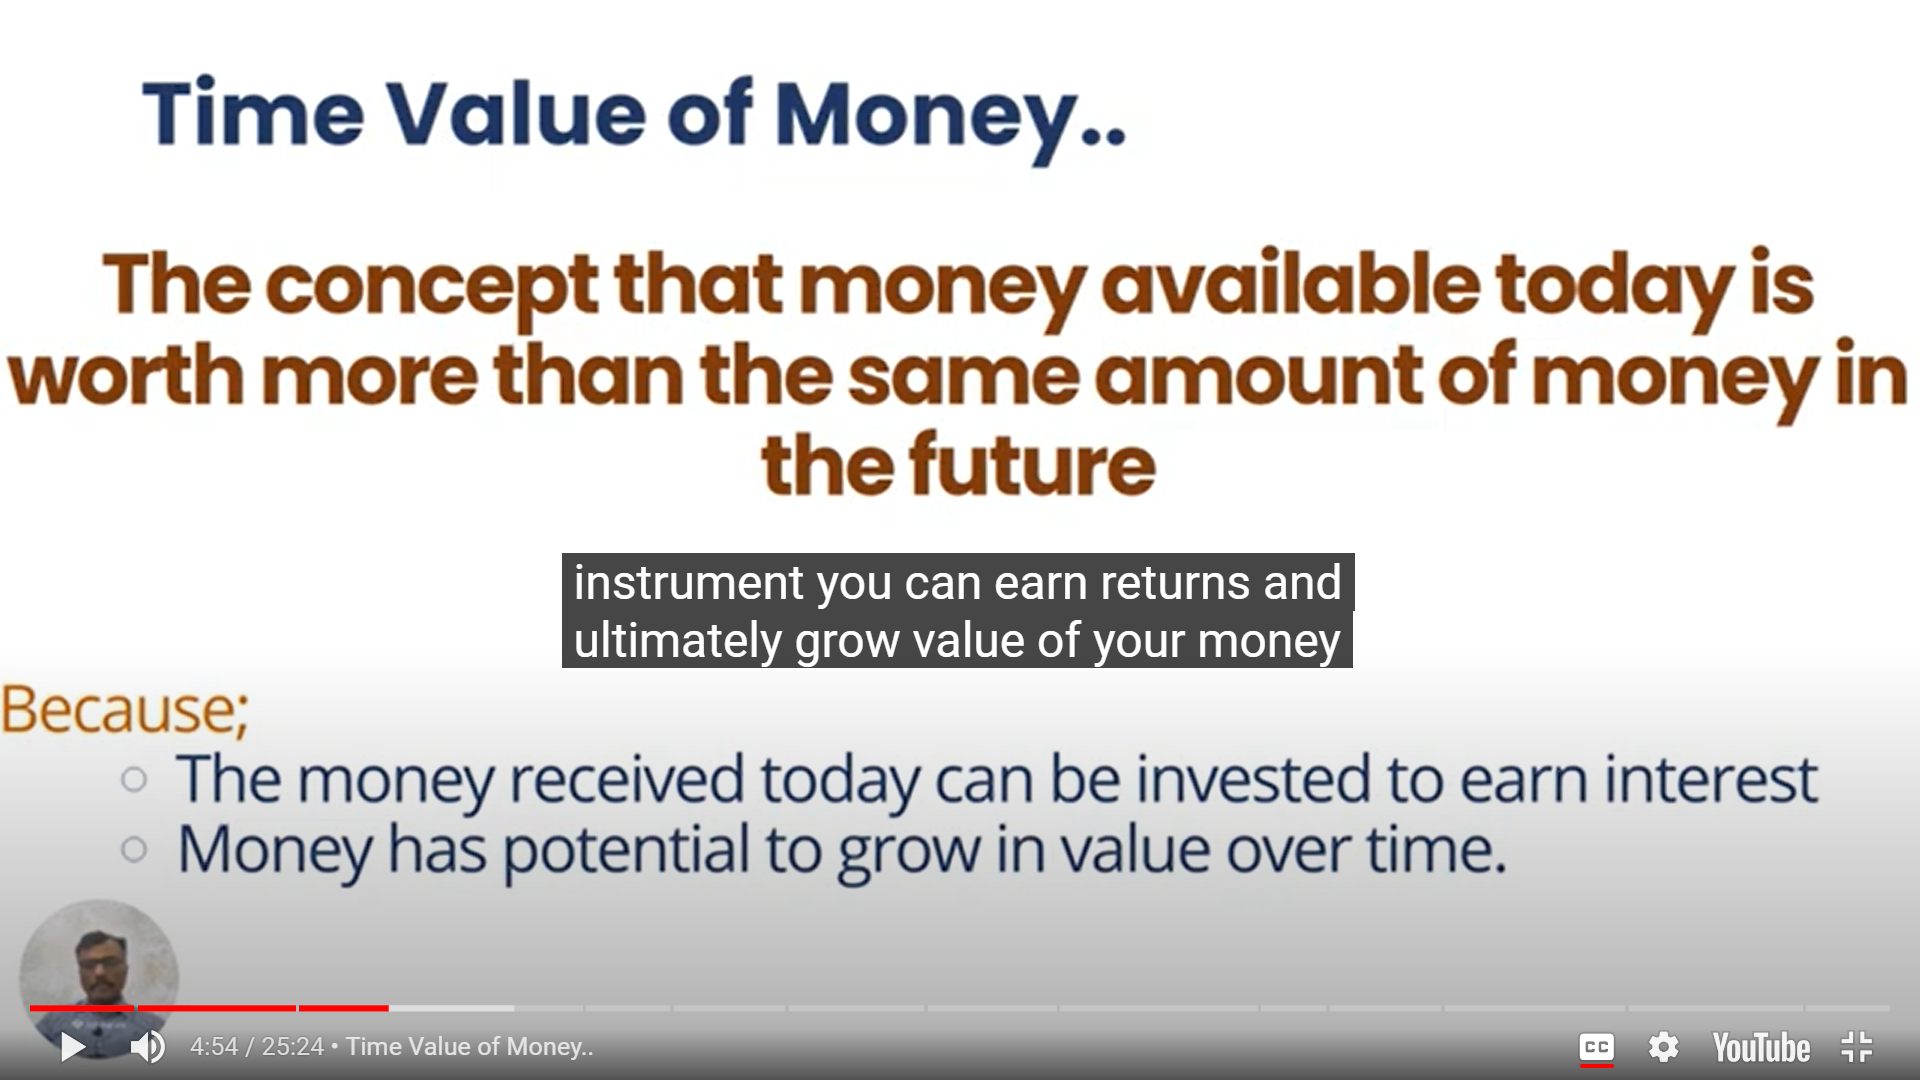 Time Value of Money..
The concept that money available today is
worth more than the same amount of money in
the future
instrument you can earn returns and
ultimately grow value of your money
Because;
The money received today can be invested to earn interest
Money has potential to grow in value over time.
4:54 / 25:24 • Time Value of Money..
CC
YouTube